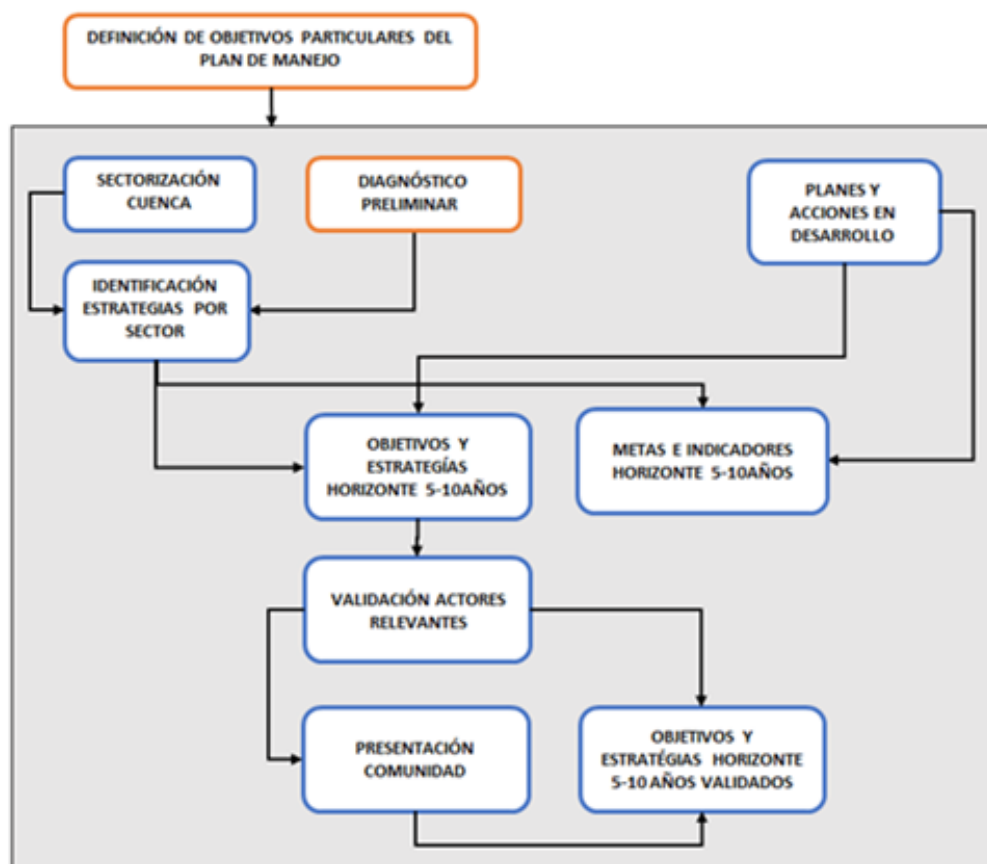 DEFINICIÓN DE OBJETIVOS PARTICULARES DEL
PLAN DE MANEJO
SECTORIZACIÓN
CUENCA
DIAGNÓSTICO
PRELIMINAR
PLANES Y
ACCIONES EN
DESARROLLO
IDENTIFICACIÓN
ESTRATEGIAS POR
SECTOR
OBJETIVOS Y
ESTRATEGÍAS
HORIZONTE 5-10AÑOS
METAS E INDICADORES
HORIZONTE 5-10AÑOS
VALIDACIÓN ACTORES
RELEVANTES
PRESENTACIÓN
COMUNIDAD
OBJETIVOS Y
ESTRATÉGIAS HORIZONTE
5-10 AÑOS VALIDADOS